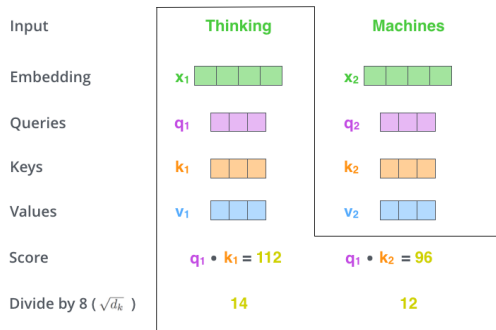 Input Thinking Machines
Embedding x₁ x₂
Queries q₁ q₂
Keys k₁ k₂
Values v₁ v₂
Score q₁ • k₁ = 112 q₁ • k₂ = 96
Divide by 8 ( √dₖ ) 14 12